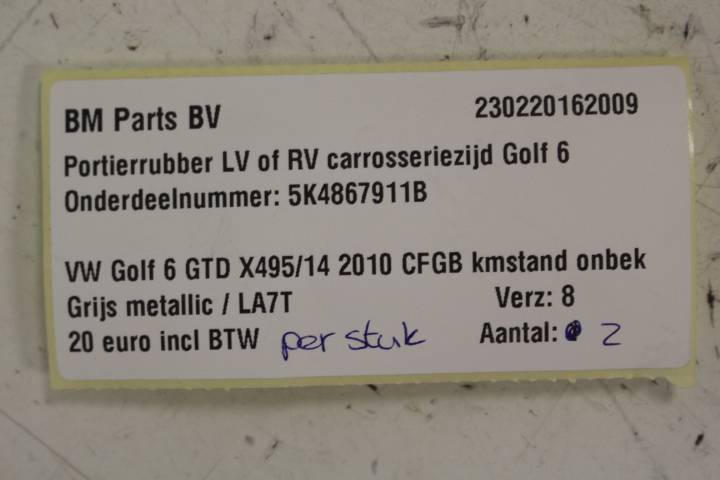 BM Parts BV 230220162009
Portierrubber LV of RV carrosseriezijd Golf 6
Onderdeelnummer: 5K4867911B
VW Golf 6 GTD X495/14 2010 CFGB kmstand onbek
Grijs metallic / LA7T Verz: 8
20 euro incl BTW per stuk Aantal: 2